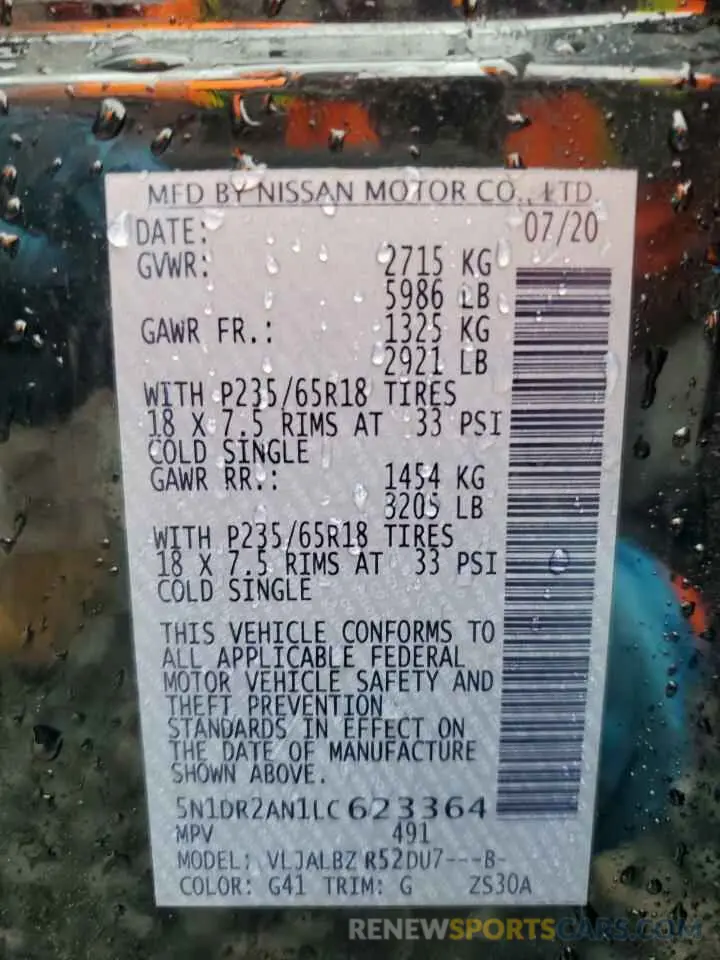 MFD BY NISSAN MOTOR CO., LTD
DATE: 07/20
GVWR: 2715 KG
5986 LB
GAWR FR.: 1325 KG
2921 LB
WITH P235/65R18 TIRES
18 X 7.5 RIMS AT 33 PSI
COLD SINGLE
GAWR RR.: 1454 KG
3205 LB
WITH P235/65R18 TIRES
18 X 7.5 RIMS AT 33 PSI
COLD SINGLE
THIS VEHICLE CONFORMS TO
ALL APPLICABLE FEDERAL
MOTOR VEHICLE SAFETY AND
THEFT PREVENTION
STANDARDS IN EFFECT ON
THE DATE OF MANUFACTURE
SHOWN ABOVE.
5N1DR2AN1LC623364
MPV 491
MODEL: VLJALBZ R52DU7---B-
COLOR: G41 TRIM: G ZS30A
RENEWSPORTSCARS.COM